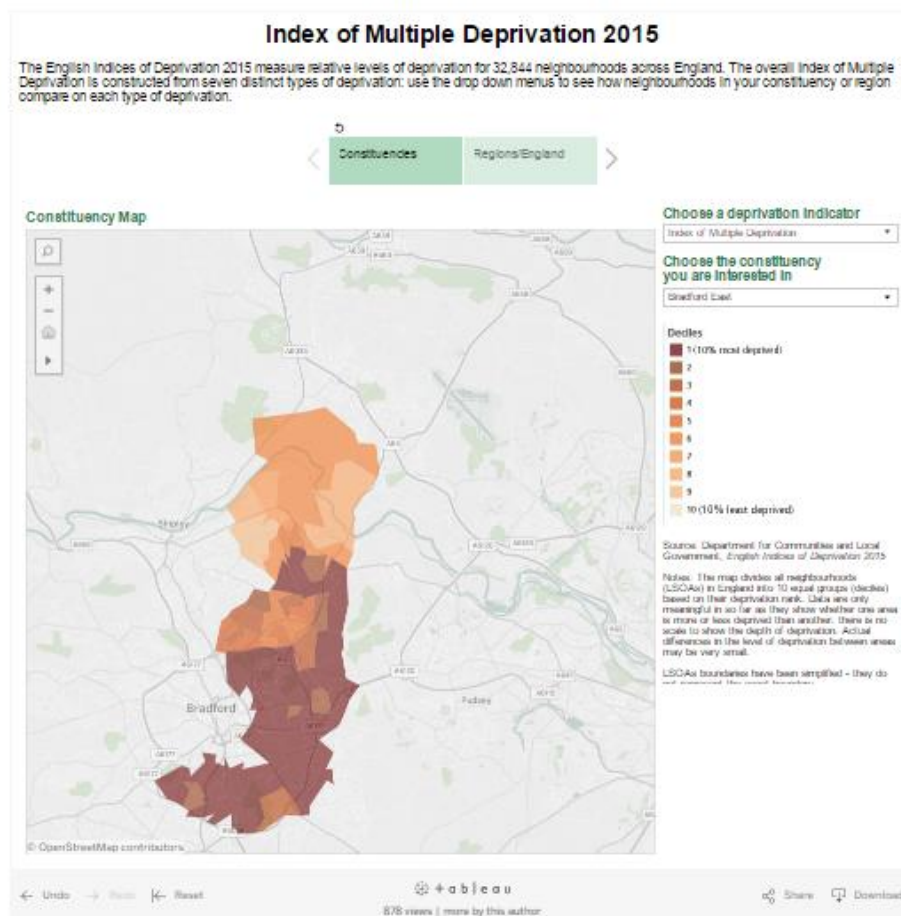 Index of Multiple Deprivation 2015
The English Indices of Deprivation 2015 measure relative levels of deprivation for 32,844 neighbourhoods across England. The overall Index of Multiple
Deprivation is constructed from seven distinct types of deprivation: use the drop down menus to see how neighbourhoods in your constituency or region
compare on each type of deprivation.
Constituencies
Regions/England
Constituency Map
Choose a deprivation indicator
Index of Multiple Deprivation
Choose the constituency
you are interested in
Bradford East
Deciles
1 (10% most deprived)
2
3
4
5
6
7
8
9
10 (10% least deprived)
Shipley
Bradford
Pudsey
Source: Department for Communities and Local
Government, English Indices of Deprivation 2015
Notes: The map divides all neighbourhoods
(LSOAs) in England into 10 equal groups (deciles)
based on their deprivation rank. Data are only
meaningful in so far as they show whether one area
is more or less deprived than another, there is no
scale to show the depth of deprivation. Actual
differences in the level of deprivation between areas
may be very small.
LSOAs boundaries have been simplified - they do
© OpenStreetMap contributors
Undo
Reset
+ableau
878 views | more by this author
Share
Download